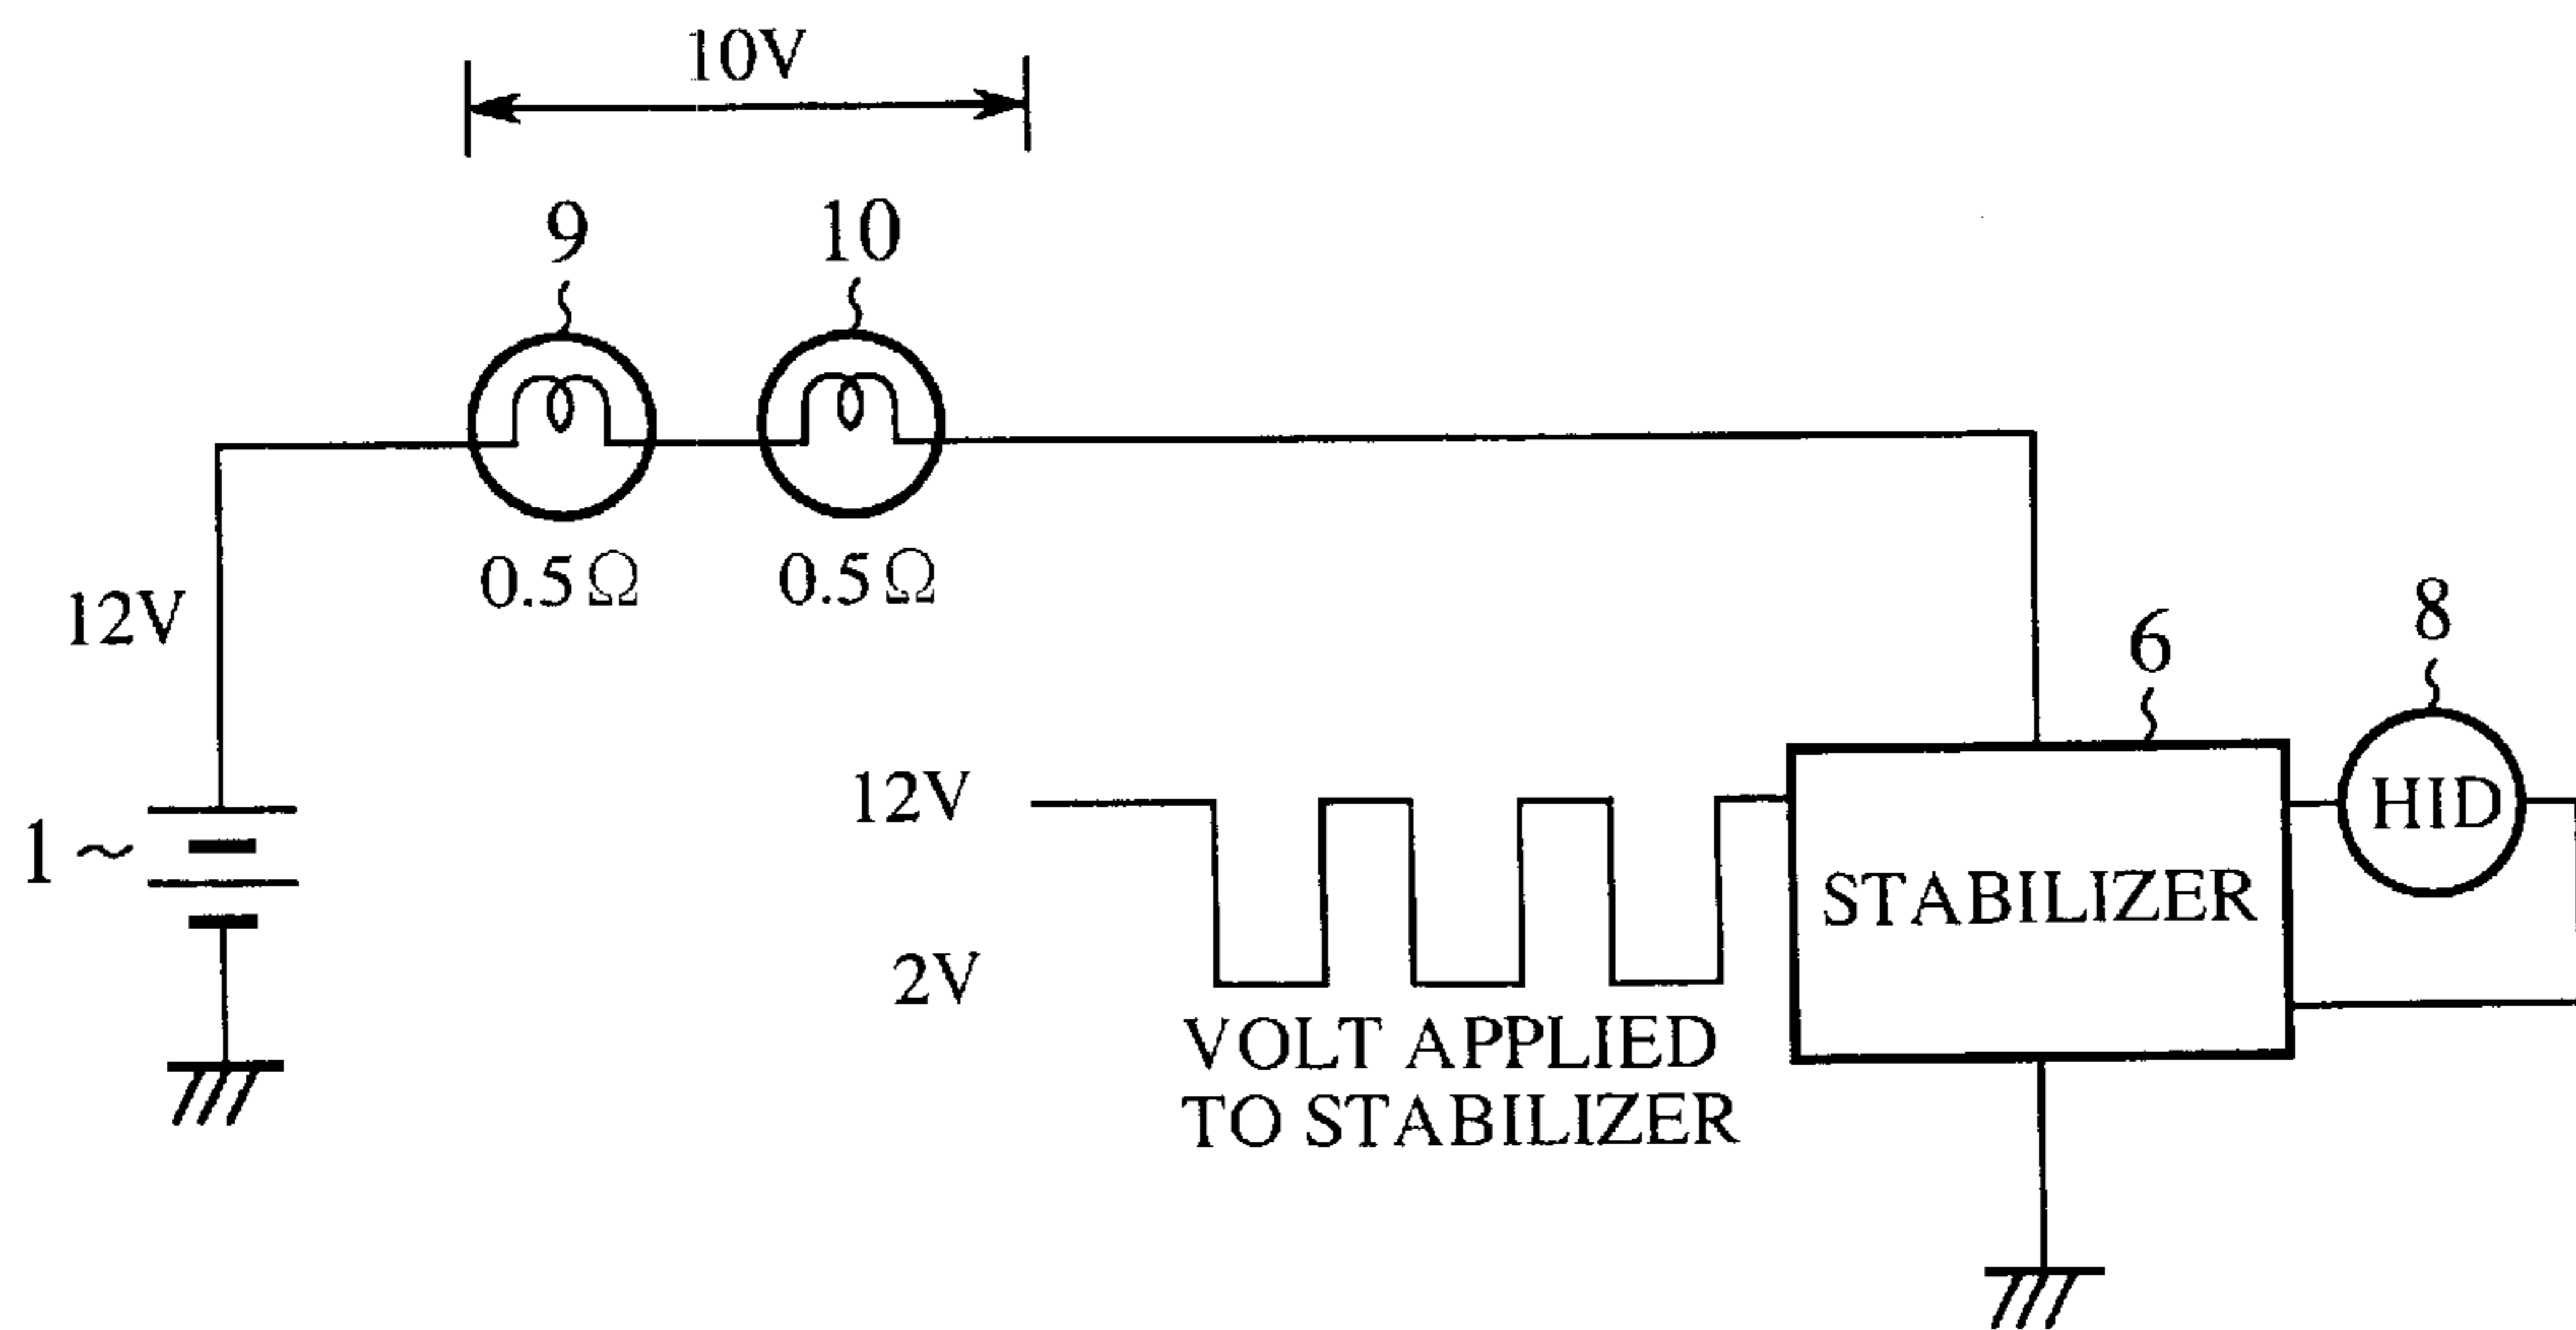 10V
9
10
0.5Ω
0.5Ω
12V
1
6
8
12V
HID
STABILIZER
2V
VOLT APPLIED
TO STABILIZER